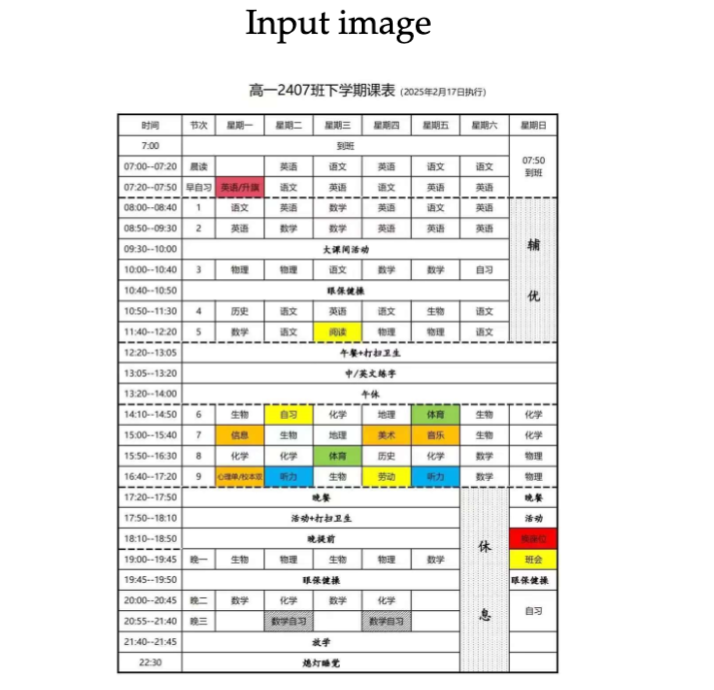 Input image
高一2407班下学期课表 (2025年2月17日执行)
时间 节次 星期一 星期二 星期三 星期四 星期五 星期六 星期日
7:00 到班
07:50 到班
07:00--07:20 晨读 英语 语文 英语 语文 语文
07:20--07:50 早自习 英语/升旗 语文 英语 语文 英语 英语
08:00--08:40 1 语文 英语 数学 英语 语文 英语
辅优
08:50--09:30 2 英语 数学 数学 英语 英语 英语
09:30--10:00 大课间活动
10:00--10:40 3 物理 物理 语文 数学 数学 自习
10:40--10:50 眼保健操
10:50--11:30 4 历史 语文 英语 语文 生物 语文
11:40--12:20 5 数学 语文 阅读 物理 物理 语文
12:20--13:05 午餐+打扫卫生
13:05--13:20 中/英文练字
13:20--14:00 午休
14:10--14:50 6 生物 自习 化学 地理 体育 生物 化学
15:00--15:40 7 信息 生物 地理 美术 音乐 生物 化学
15:50--16:30 8 化学 化学 体育 历史 化学 数学 物理
16:40--17:20 9 心理单/校本双 听力 生物 劳动 听力 数学 物理
17:20--17:50 晚餐 晚餐
休息
17:50--18:10 活动+打扫卫生 活动
18:10--18:50 晚提前 换座位
19:00--19:45 晚一 生物 物理 生物 物理 数学 班会
19:45--19:50 眼保健操 眼保健操
20:00--20:45 晚二 数学 化学 数学 化学
自习
20:55--21:40 晚三 数学自习 数学自习
21:40--21:45 放学
22:30 熄灯睡觉